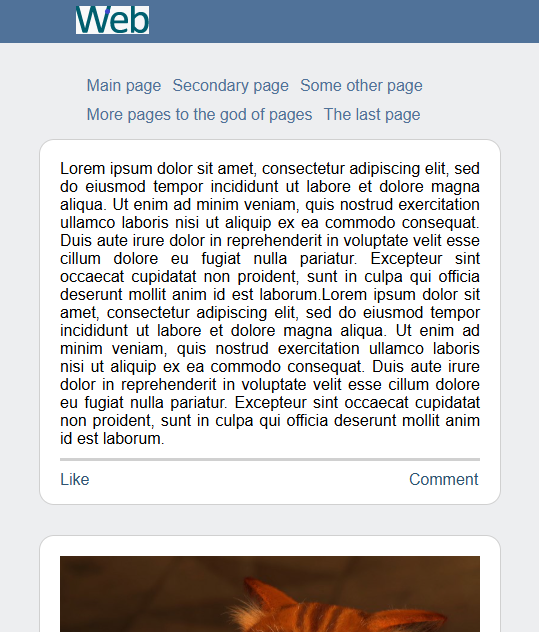 Web
Main page Secondary page Some other page
More pages to the god of pages The last page
Lorem ipsum dolor sit amet, consectetur adipiscing elit, sed
do eiusmod tempor incididunt ut labore et dolore magna
aliqua. Ut enim ad minim veniam, quis nostrud exercitation
ullamco laboris nisi ut aliquip ex ea commodo consequat.
Duis aute irure dolor in reprehenderit in voluptate velit esse
cillum dolore eu fugiat nulla pariatur. Excepteur sint
occaecat cupidatat non proident, sunt in culpa qui officia
deserunt mollit anim id est laborum.Lorem ipsum dolor sit
amet, consectetur adipiscing elit, sed do eiusmod tempor
incididunt ut labore et dolore magna aliqua. Ut enim ad
minim veniam, quis nostrud exercitation ullamco laboris
nisi ut aliquip ex ea commodo consequat. Duis aute irure
dolor in reprehenderit in voluptate velit esse cillum dolore
eu fugiat nulla pariatur. Excepteur sint occaecat cupidatat
non proident, sunt in culpa qui officia deserunt mollit anim
id est laborum.
Like Comment